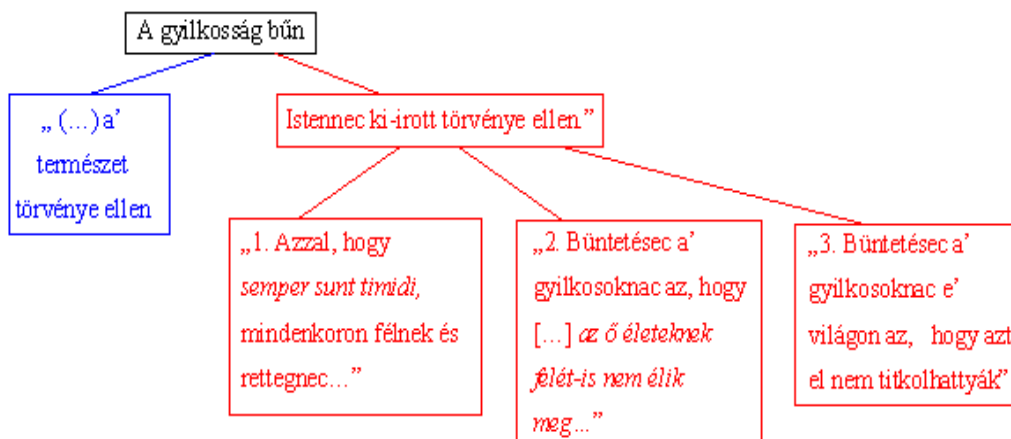 A gyilkosság bűn
„ (...) a’
természet
törvénye ellen
Istennec ki-irott törvénye ellen.”
„1. Azzal, hogy
semper sunt timidi,
mindenkoron félnek és
rettegnec...”
„2. Büntetésec a’
gyilkosoknac az, hogy
[...] az ő életeknek
felét-is nem élik
meg...”
„3. Büntetésec a’
gyilkosoknac e’
világon az, hogy azt
el nem titkolhattyák”